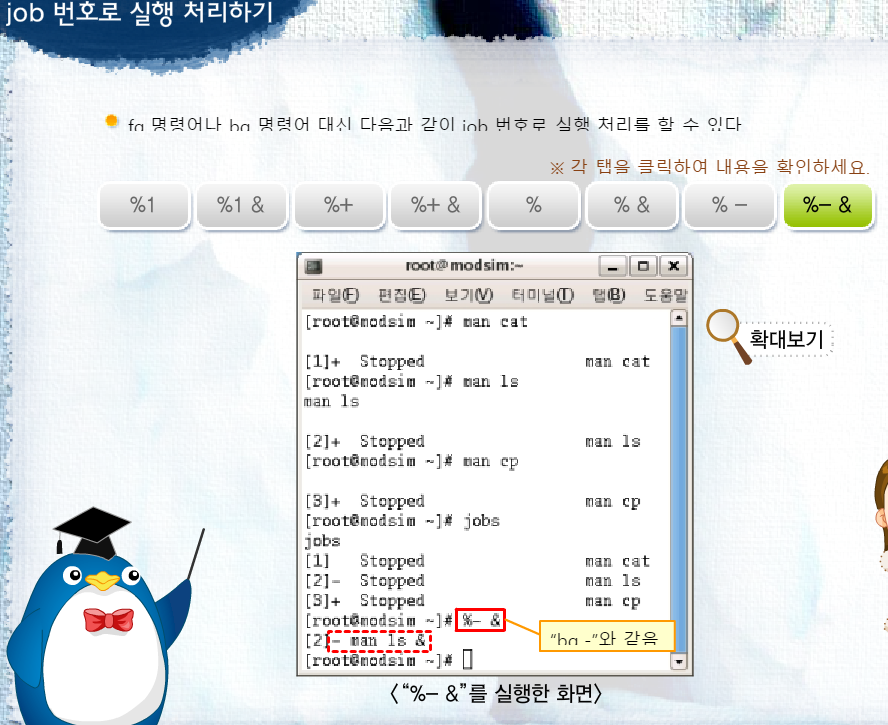 job 번호로 실행 처리하기
fg 명령어나 bg 명령어 대신 다음과 같이 job 번호로 실행 처리를 할 수 있다
※ 각 탭을 클릭하여 내용을 확인하세요.
%1 %1 & %+ %+ & % % & % – %– &
root@modsim:~
파일(F) 편집(E) 보기(V) 터미널(T) 탭(B) 도움말
[root@modsim ~]# man cat
[1]+ Stopped man cat
[root@modsim ~]# man ls
man ls
[2]+ Stopped man ls
[root@modsim ~]# man cp
[3]+ Stopped man cp
[root@modsim ~]# jobs
jobs
[1] Stopped man cat
[2]- Stopped man ls
[3]+ Stopped man cp
[root@modsim ~]# %- &
[2]- man ls &
[root@modsim ~]#
“bg -”와 같음
확대보기
〈 “%– &”를 실행한 화면〉